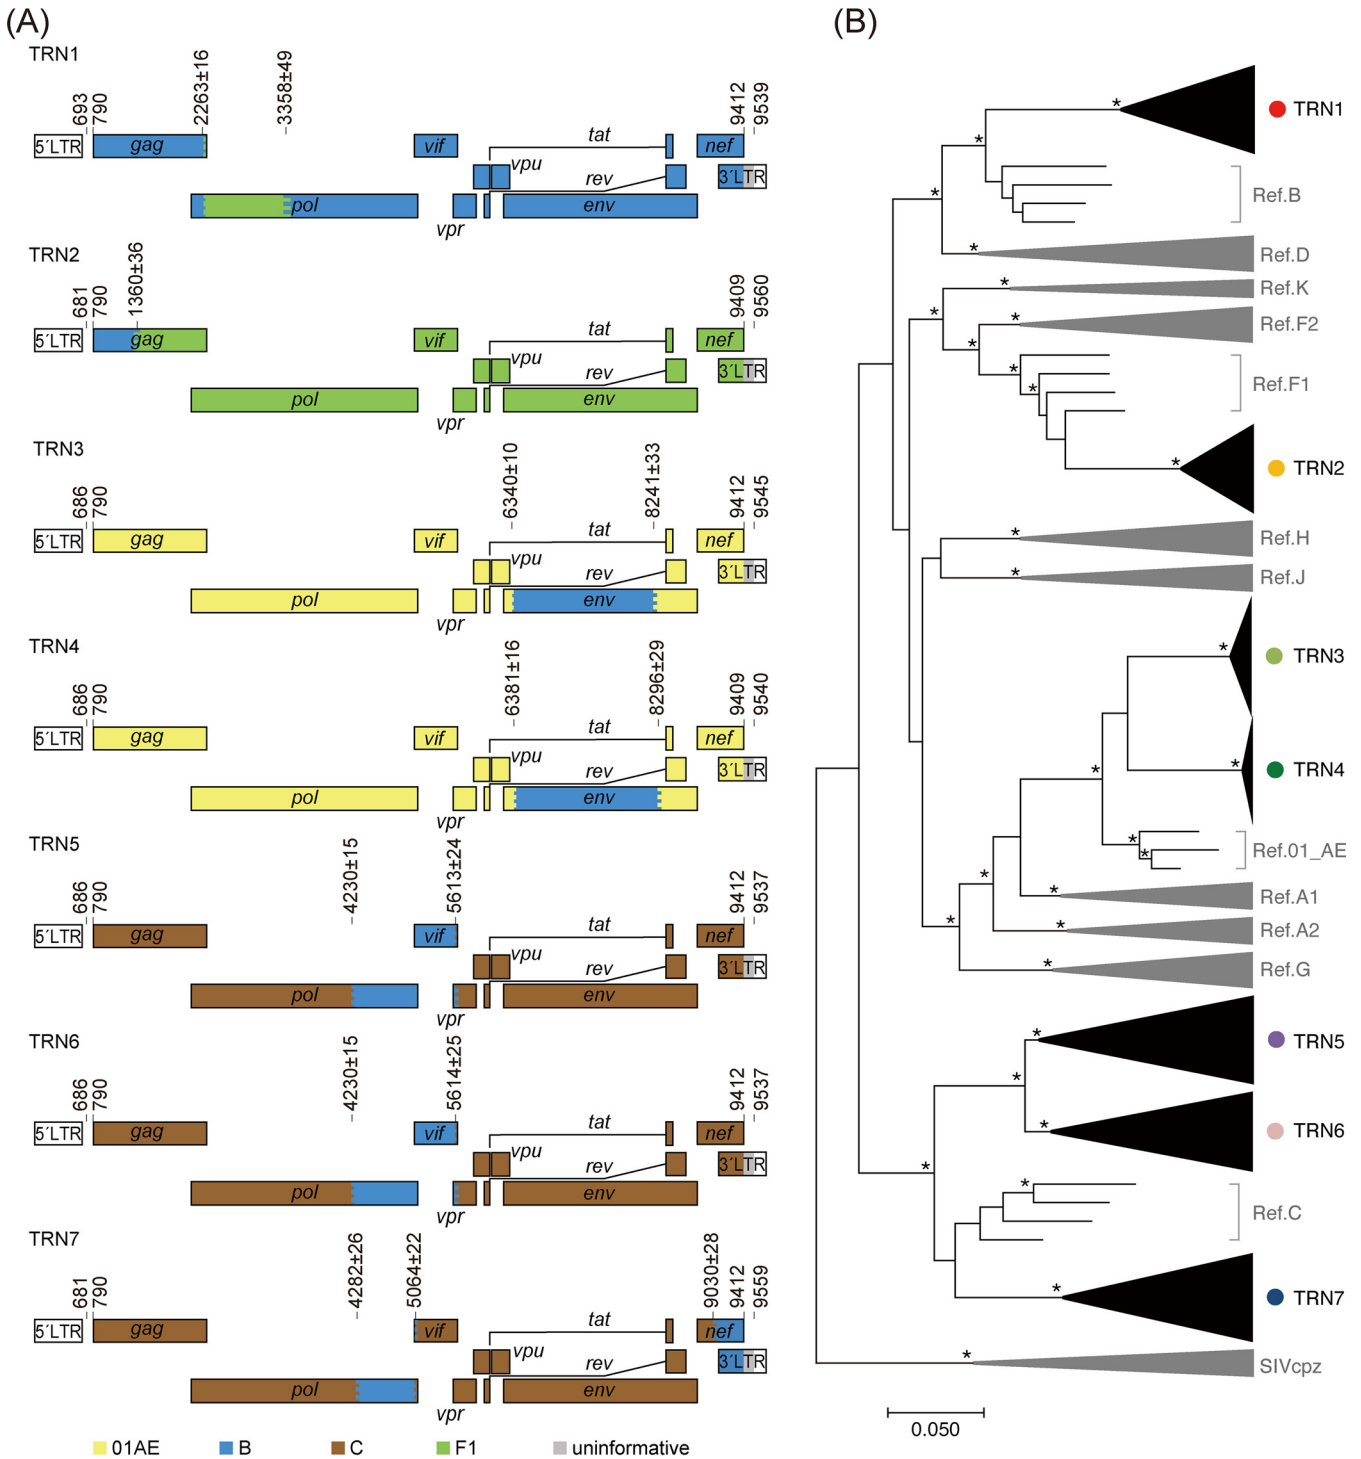 (A)
TRN1
693
790
2263±16
3358±49
9412
9539
5´LTR
gag
vif
tat
nef
vpu
rev
3´LTR
pol
env
vpr
TRN2
681
790
1360±36
9409
9560
5´LTR
gag
vif
tat
nef
vpu
rev
3´LTR
pol
env
vpr
TRN3
686
790
6340±10
8241±33
9412
9545
5´LTR
gag
vif
tat
nef
vpu
rev
3´LTR
pol
env
vpr
TRN4
686
790
6381±16
8296±29
9409
9540
5´LTR
gag
vif
tat
nef
vpu
rev
3´LTR
pol
env
vpr
TRN5
686
790
4230±15
5613±24
9412
9537
5´LTR
gag
vif
tat
nef
vpu
rev
3´LTR
pol
env
vpr
TRN6
686
790
4230±15
5614±25
9412
9537
5´LTR
gag
vif
tat
nef
vpu
rev
3´LTR
pol
env
vpr
TRN7
681
790
4282±26
5064±22
9030±28
9412
9559
5´LTR
gag
vif
tat
nef
vpu
rev
3´LTR
pol
env
vpr
01AE B C F1 uninformative
(B)
* TRN1
*
Ref.B
*
* Ref.D
* Ref.K
*
* Ref.F2
*
* Ref.F1
*
* TRN2
* Ref.H
* Ref.J
* TRN3
* TRN4
*
* Ref.01_AE
*
*
* Ref.A1
* Ref.A2
*
* Ref.G
* TRN5
*
* TRN6
*
* Ref.C
* TRN7
* SIVcpz
0.050